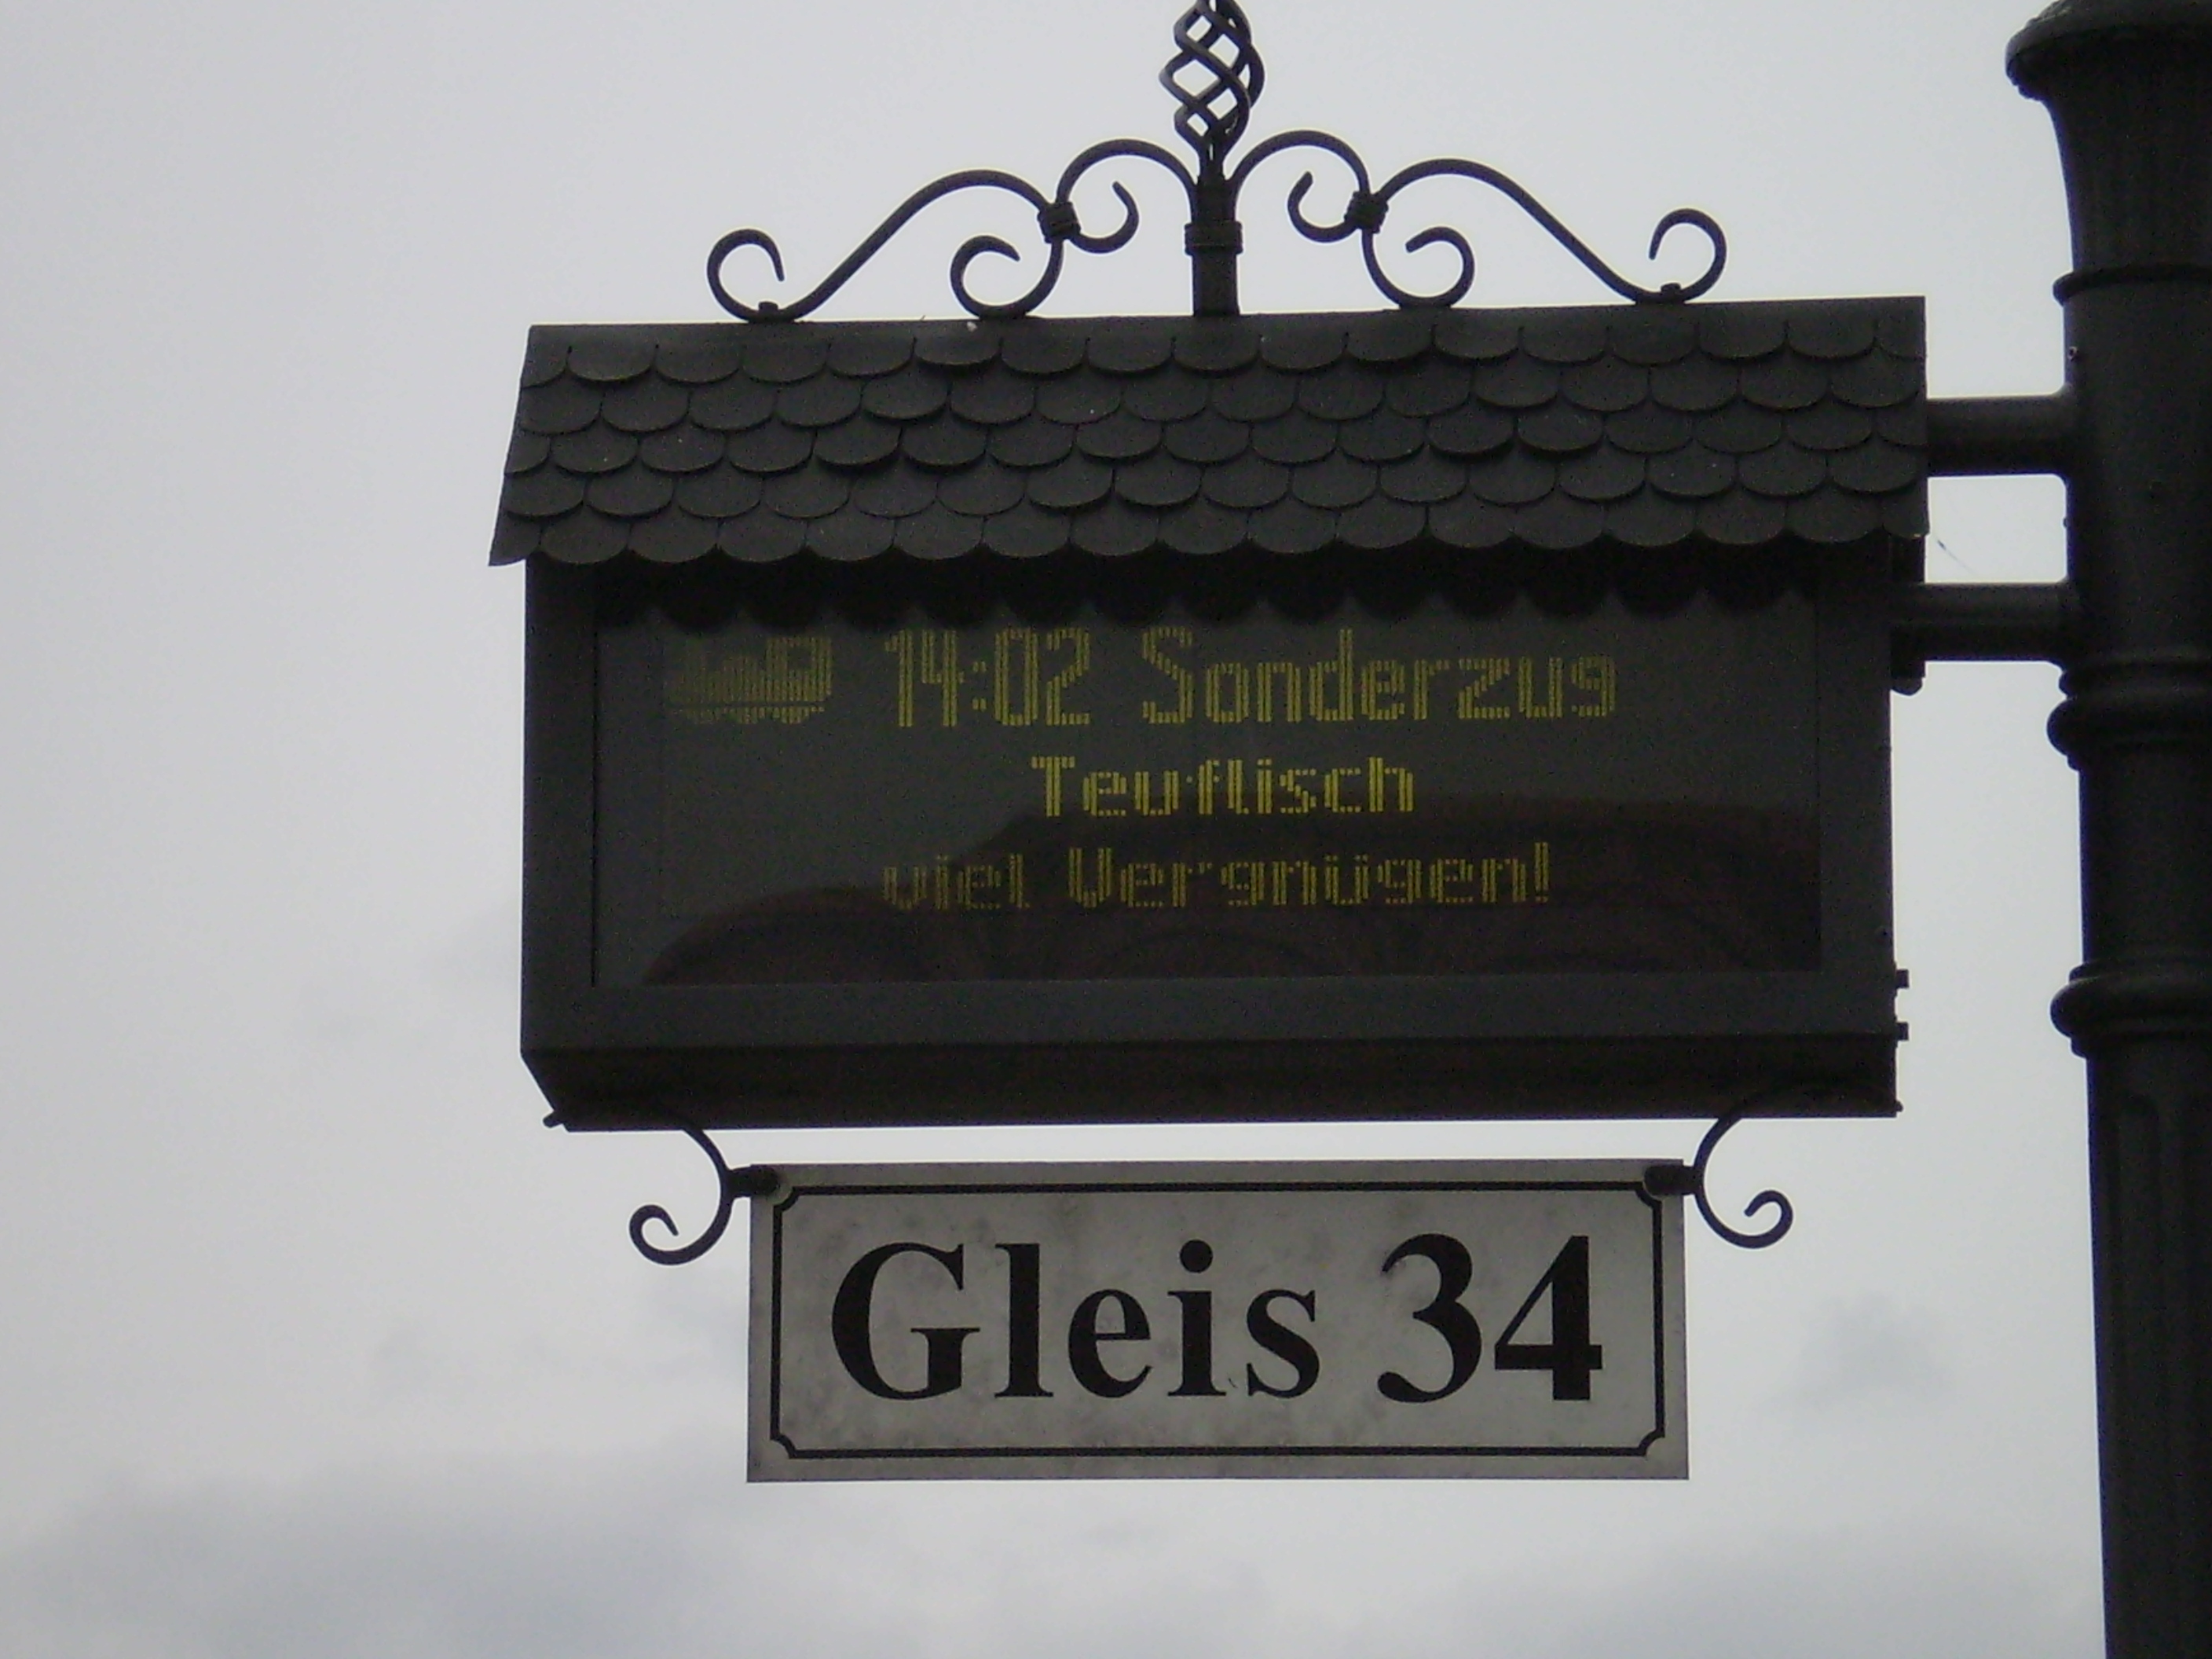 14:02 Sonderzug
Teuflisch
viel Vergnügen!
Gleis 34